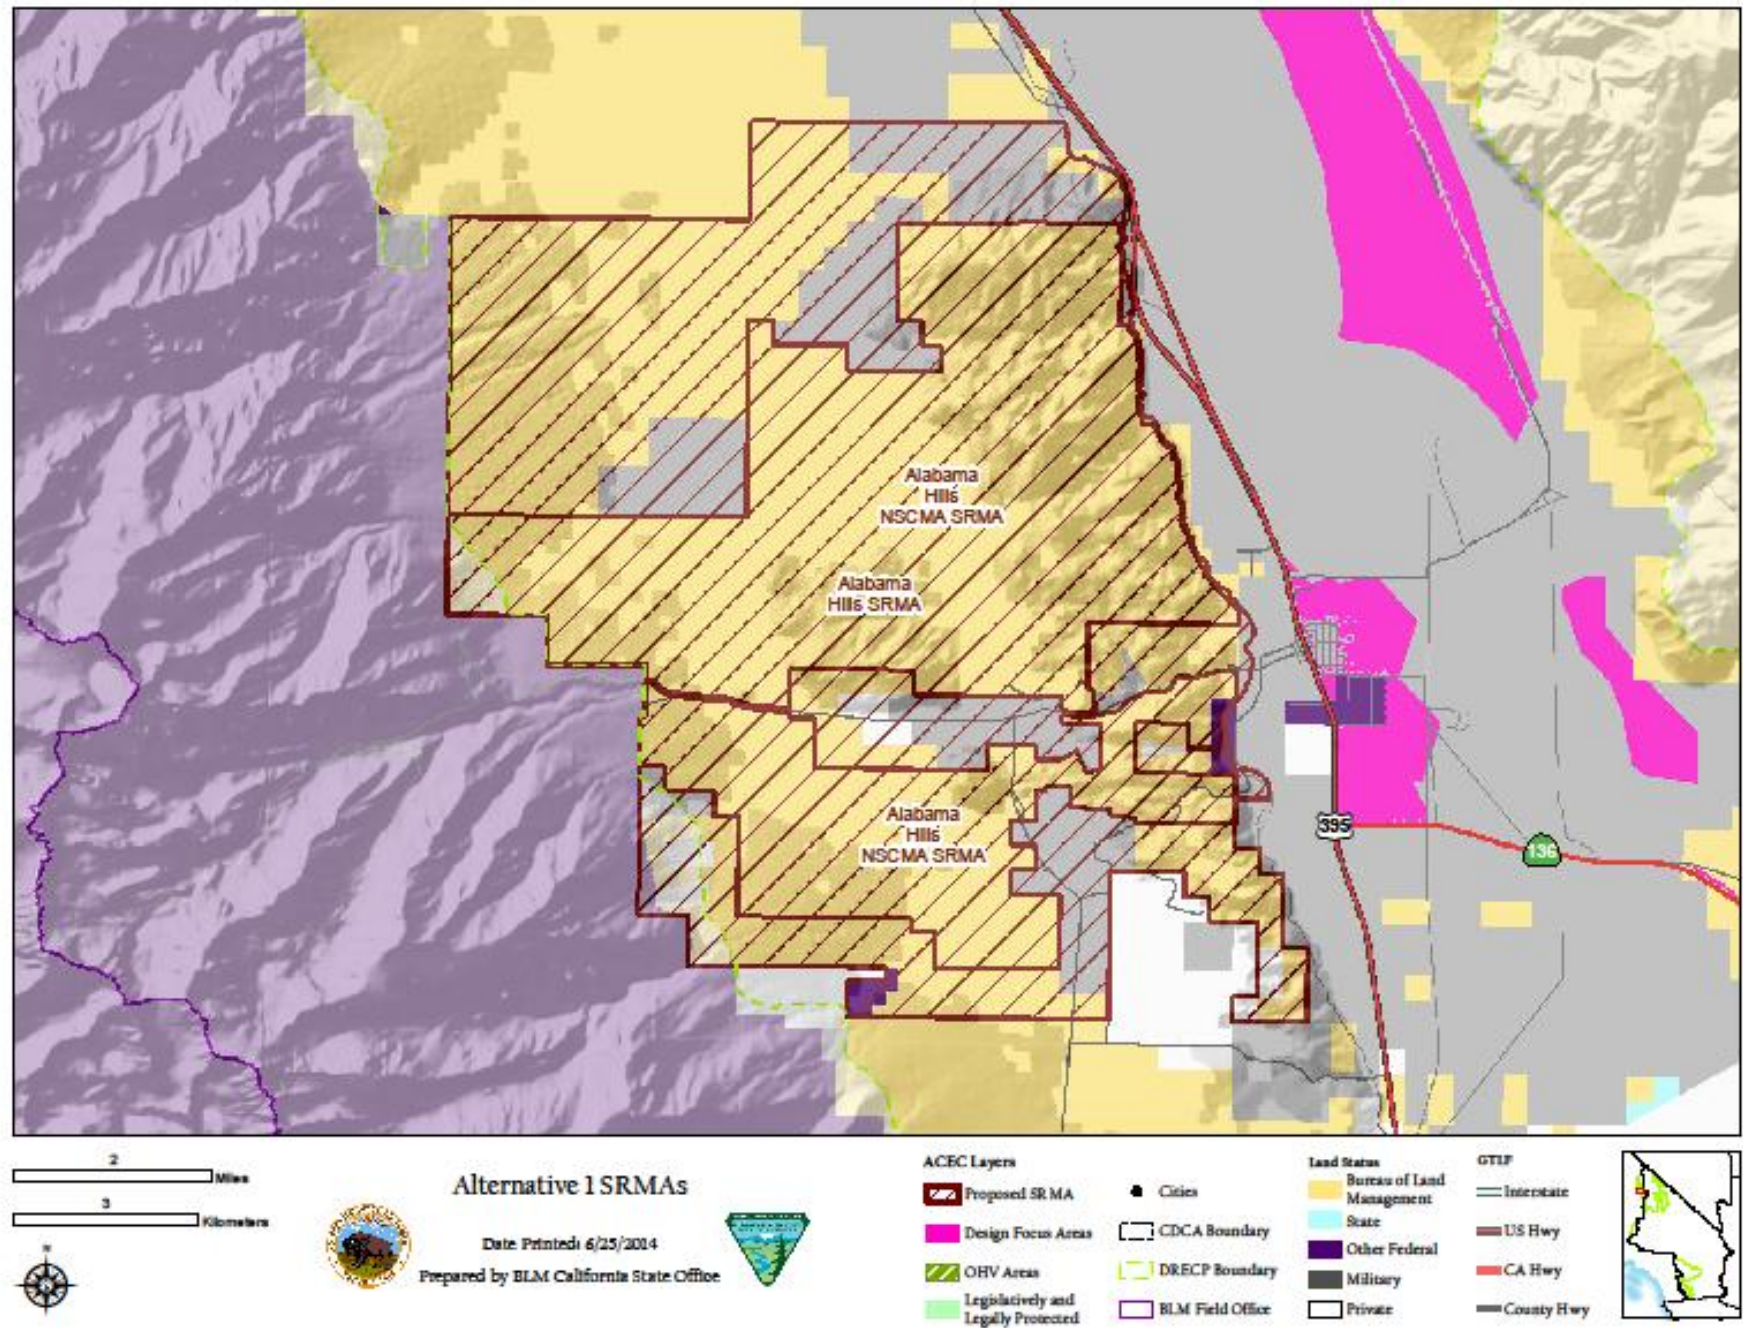 Alabama
Hills
NSCMA SRMA
Alabama
Hills SRMA
Alabama
Hills
NSCMA SRMA
395
136
2
Miles
3
Kilometers
N
Alternative 1 SRMAs
Date Printed: 6/25/2014
Prepared by BLM California State Office
ACEC Layers
Proposed SRMA
Design Focus Areas
OHV Areas
Legislatively and
Legally Protected
Cities
CDCA Boundary
DRECP Boundary
BLM Field Office
Land Status
Bureau of Land
Management
State
Other Federal
Military
Private
GTLF
Interstate
US Hwy
CA Hwy
County Hwy